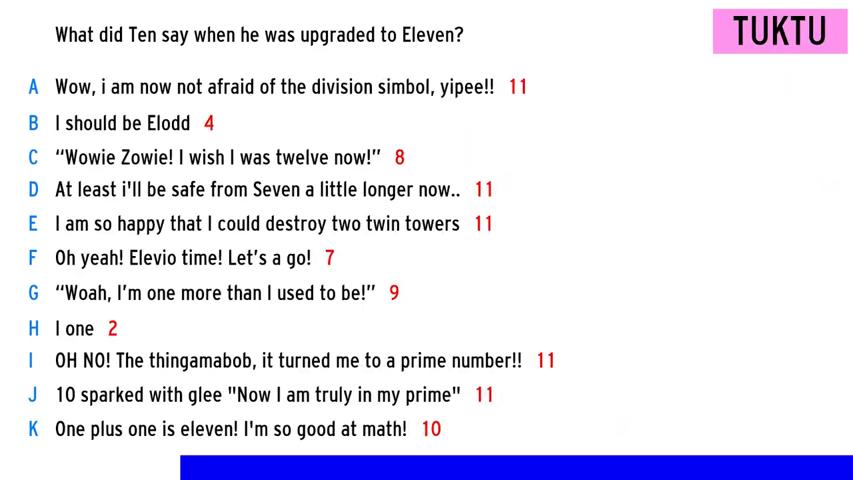 What did Ten say when he was upgraded to Eleven?
TUKTU
A Wow, i am now not afraid of the division simbol, yipee!! 11
B I should be Elodd 4
C “Wowie Zowie! I wish I was twelve now!” 8
D At least i'll be safe from Seven a little longer now.. 11
E I am so happy that I could destroy two twin towers 11
F Oh yeah! Elevio time! Let’s a go! 7
G “Woah, I’m one more than I used to be!” 9
H I one 2
I OH NO! The thingamabob, it turned me to a prime number!! 11
J 10 sparked with glee "Now I am truly in my prime" 11
K One plus one is eleven! I'm so good at math! 10